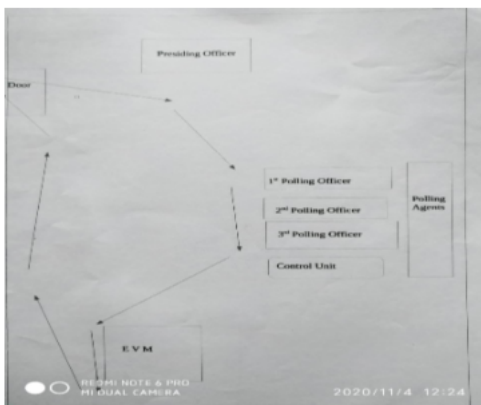 Presiding Officer
Door
1st Polling Officer
2nd Polling Officer
3rd Polling Officer
Control Unit
Polling
Agents
E V M
REDMI NOTE 6 PRO
MI DUAL CAMERA
2020/11/4 12:24